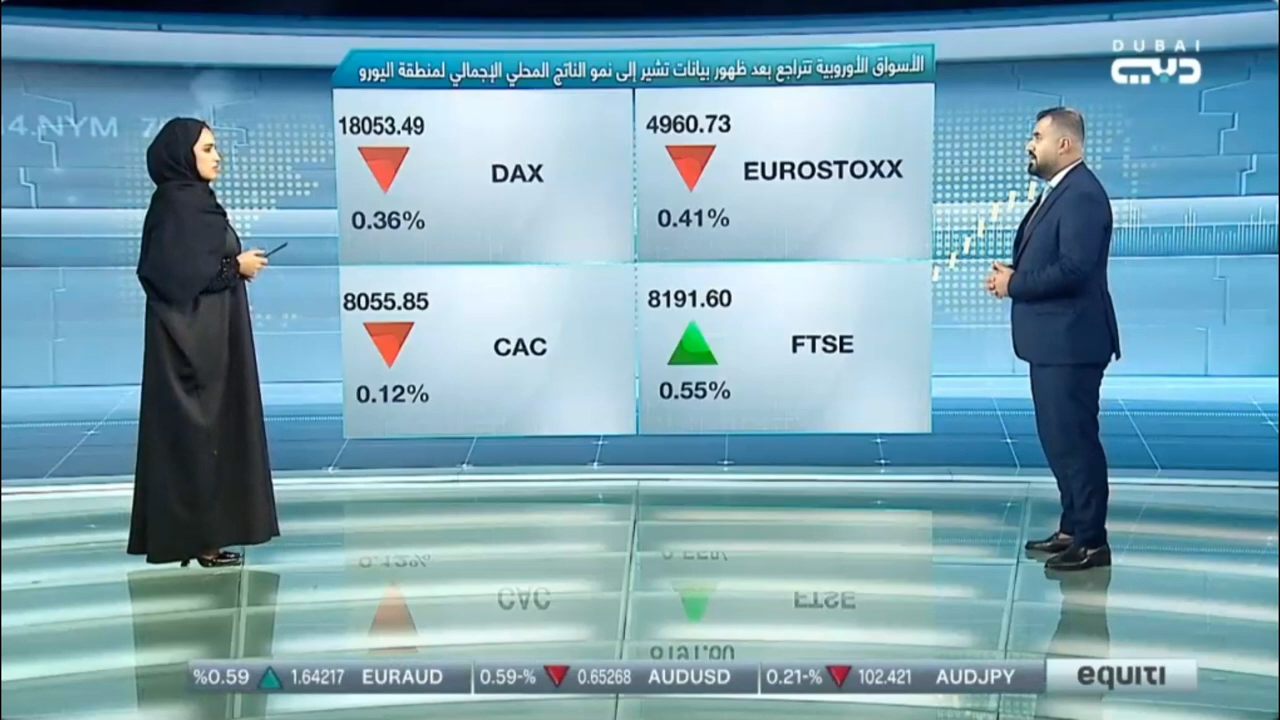 DUBAI
دبي
الأسواق الأوروبية تتراجع بعد ظهور بيانات تشير إلى نمو الناتج المحلي الإجمالي لمنطقة اليورو
4.NYM
18053.49
DAX
0.36%
4960.73
EUROSTOXX
0.41%
8055.85
CAC
0.12%
8191.60
FTSE
0.55%
%0.59 1.64217 EURAUD 0.59-% 0.65268 AUDUSD 0.21-% 102.421 AUDJPY equiti